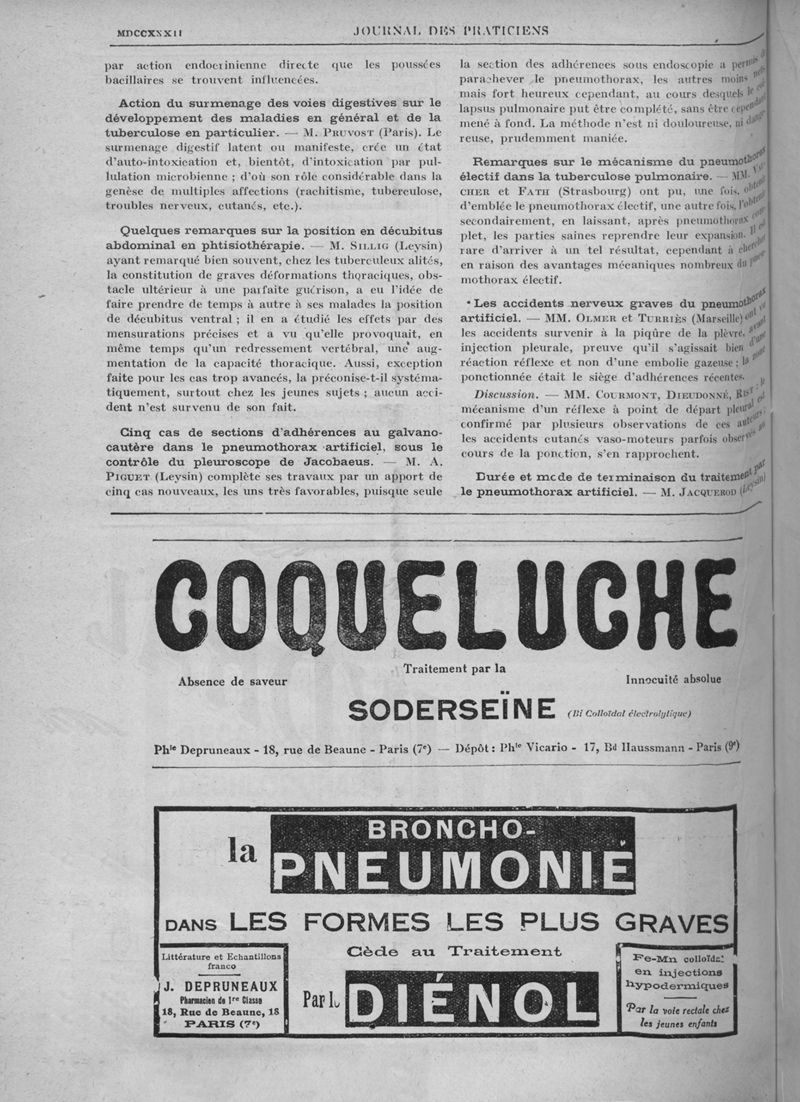 MDCCXXXII
JOURNAL DES PRATICIENS
par action endocrinienne directe que les poussées
bacillaires se trouvent influencées.
Action du surmenage des voies digestives sur le
développement des maladies en général et de la
tuberculose en particulier. — M. PRUVOST (Paris). Le
surmenage digestif latent ou manifeste, crée un état
d'auto-intoxication et, bientôt, d'intoxication par pul-
lulation microbienne ; d'où son rôle considérable dans la
genèse de multiples affections (rachitisme, tuberculose,
troubles nerveux, cutanés, etc.).
Quelques remarques sur la position en décubitus
abdominal en phtisiothérapie. — M. SILLIG (Leysin)
ayant remarqué bien souvent, chez les tuberculeux alités,
la constitution de graves déformations thoraciques, obs-
tacle ultérieur à une parfaite guérison, a eu l'idée de
faire prendre de temps à autre à ses malades la position
de décubitus ventral ; il en a étudié les effets par des
mensurations précises et a vu qu'elle provoquait, en
même temps qu'un redressement vertébral, une aug-
mentation de la capacité thoracique. Aussi, exception
faite pour les cas trop avancés, la préconise-t-il systéma-
tiquement, surtout chez les jeunes sujets ; aucun acci-
dent n'est survenu de son fait.
Cinq cas de sections d'adhérences au galvano-
cautère dans le pneumothorax artificiel, sous le
contrôle du pleuroscope de Jacobaeus. — M. A.
PIGUET (Leysin) complète ses travaux par un apport de
cinq cas nouveaux, les uns très favorables, puisque seule
la section des adhérences sous endoscopie a permis de
parachever le pneumothorax, les autres moins nets
mais fort heureux cependant, au cours desquels le col-
lapsus pulmonaire put être complété, sans être cepen-
mené à fond. La méthode n'est ni douloureuse, ni dange-
reuse, prudemment maniée.
Remarques sur le mécanisme du pneumothorax
électif dans la tuberculose pulmonaire. — MM.
CHER et FATH (Strasbourg) ont pu, une fois,
d'emblée le pneumothorax électif, une autre fois, l'obtenir
secondairement, en laissant, après pneumothorax com-
plet, les parties saines reprendre leur expansion. Il est
rare d'arriver à un tel résultat, cependant à chercher
en raison des avantages mécaniques nombreux du pneu-
mothorax électif.
Les accidents nerveux graves du pneumothorax
artificiel. — MM. OLMER et TURRIÈS (Marseille) ont vu
les accidents survenir à la piqûre de la plèvre, avant
injection pleurale, preuve qu'il s'agissait bien d'une
réaction réflexe et non d'une embolie gazeuse ; la zone
ponctionnée était le siège d'adhérences récentes.
Discussion. — MM. COURMONT, DIEUDONNÉ, RIST :
mécanisme d'un réflexe à point de départ pleural est
confirmé par plusieurs observations de ces auteurs ;
les accidents cutanés vaso-moteurs parfois observés au
cours de la ponction, s'en rapprochent.
Durée et mode de terminaison du traitement par
le pneumothorax artificiel. — M. JACQUEROD (Leysin)
COQUELUCHE
Traitement par la
Absence de saveur
Innocuité absolue
SODERSEÏNE (Bi Colloïdal électrolytique)
Phie Depruneaux - 18, rue de Beaune - Paris (7e) — Dépôt : Phie Vicario - 17, Bd Haussmann - Paris (9e)
la BRONCHO-
PNEUMONIE
DANS LES FORMES LES PLUS GRAVES
Cède au Traitement
Par le DIÉNOL
Littérature et Echantillons
franco
J. DEPRUNEAUX
Pharmacien de 1re Classe
18, Rue de Beaune, 18
PARIS (7e)
Fe-Mn colloïdal
en injections
hypodermiques
Par la voie rectale chez
les jeunes enfants